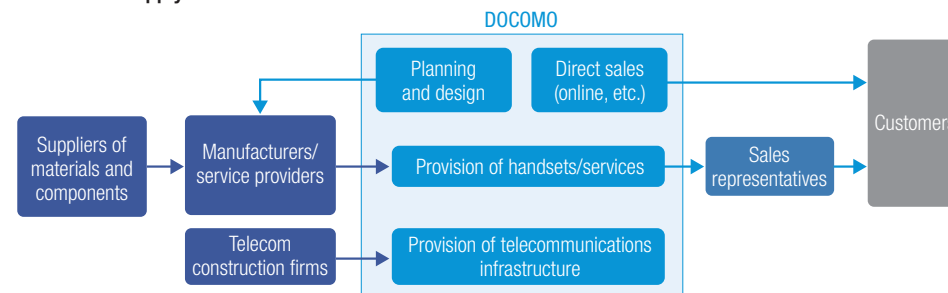 DOCOMO
Planning
and design
Direct sales
(online, etc.)
Customer
Suppliers of
materials and
components
Manufacturers/
service providers
Provision of handsets/services
Sales
representatives
Telecom
construction firms
Provision of telecommunications
infrastructure